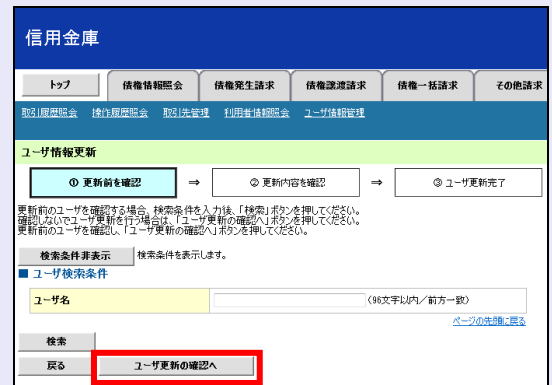 信用金庫
トップ 債権情報照会 債権発生請求 債権譲渡請求 債権一括請求 その他請求
取引履歴照会 操作履歴照会 取引先管理 利用者情報照会 ユーザ情報管理
ユーザ情報更新
① 更新前を確認 ⇒ ② 更新内容を確認 ⇒ ③ ユーザ更新完了
更新前のユーザを確認する場合、検索条件を入力後、「検索」ボタンを押してください。
確認しないでユーザ更新を行う場合は、「ユーザ更新の確認へ」ボタンを押してください。
更新前のユーザを確認し、「ユーザ更新の確認へ」ボタンを押してください。
検索条件非表示 検索条件を表示します。
■ ユーザ検索条件
ユーザ名 (96文字以内／前方一致)
ページの先頭に戻る
検索
戻る ユーザ更新の確認へ